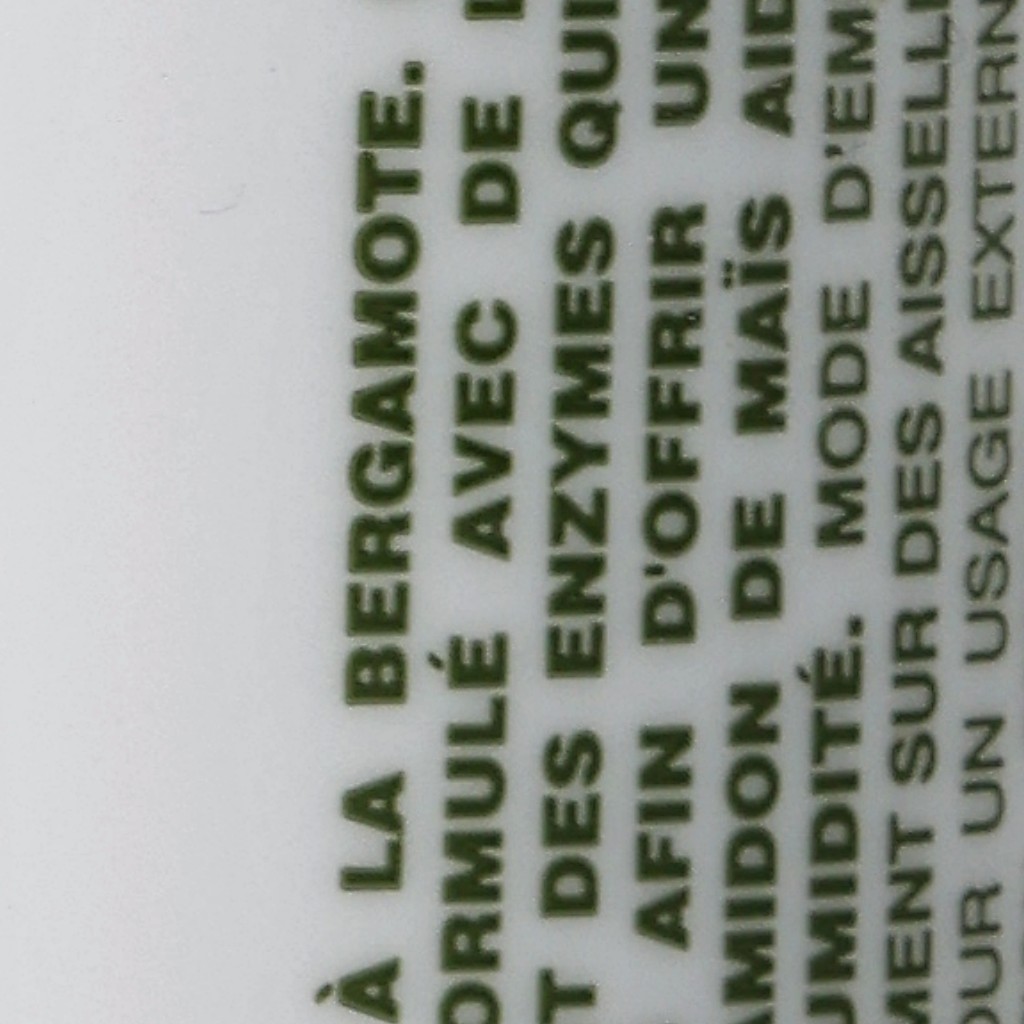 À LA BERGAMOTE.
ORMULÉ AVEC DE
T DES ENZYMES QUI
AFIN D'OFFRIR UN
AMIDON DE MAÏS AID
UMIDITÉ. MODE D'EM
MENT SUR DES AISSELL
OUR UN USAGE EXTERN